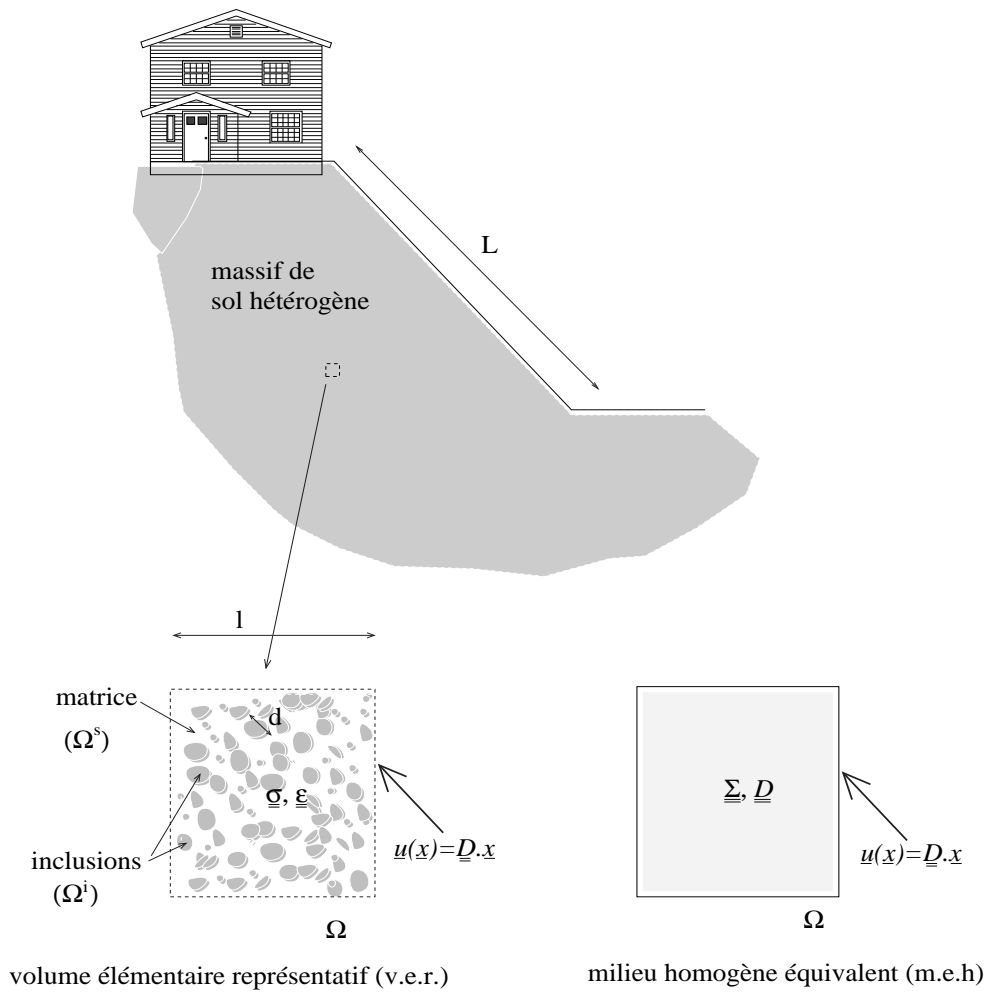 L
massif de
sol hétérogène
l
matrice
(Ωˢ)
d
σ, ε
u(x)=D.x
inclusions
(Ωⁱ)
Ω
volume élémentaire représentatif (v.e.r.)
Σ, D
u(x)=D.x
Ω
milieu homogène équivalent (m.e.h)